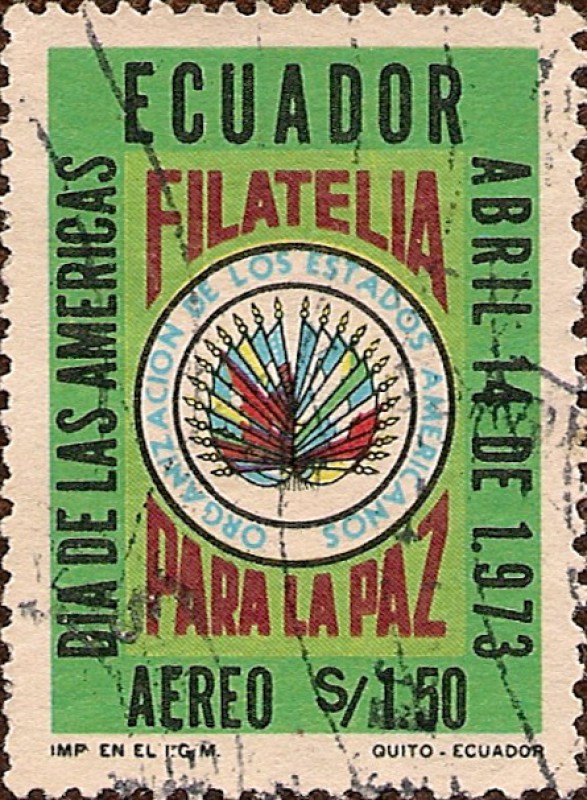 ECUADOR
FILATELIA
DIA DE LAS AMERICAS
ABRIL 14 DE 1.973
ORGANIZACION DE LOS ESTADOS AMERICANOS
PARA LA PAZ
AEREO S/1.50
IMP. EN EL I.G.M. QUITO - ECUADOR